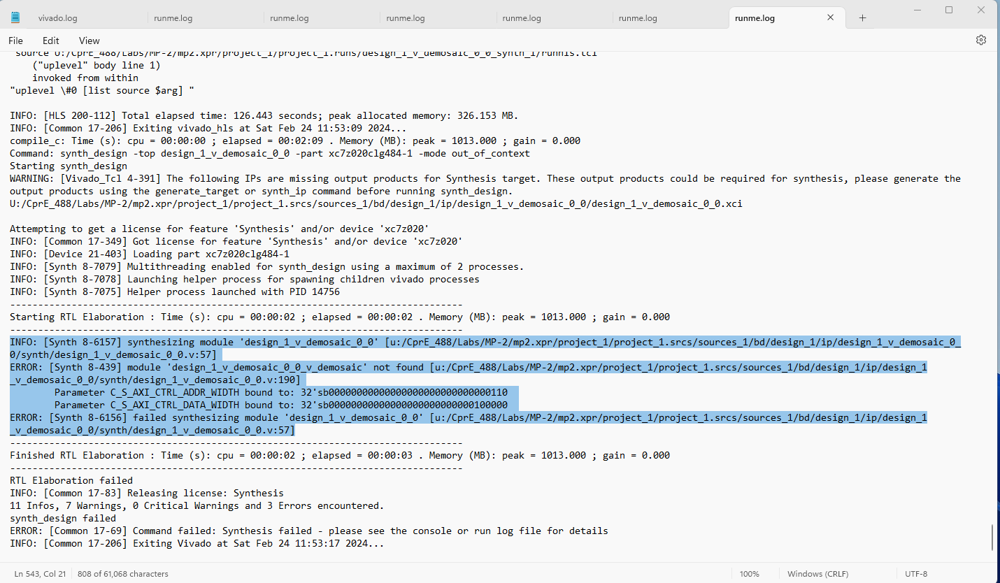 vivado.log
runme.log
runme.log
runme.log
runme.log
runme.log
runme.log
File
Edit
View
source U:/CprE_488/Labs/MP-2/mp2.xpr/project_1/project_1.runs/design_1_v_demosaic_0_0_synth_1/runhls.tcl
("uplevel" body line 1)
invoked from within
"uplevel \#0 [list source $arg] "
INFO: [HLS 200-112] Total elapsed time: 126.443 seconds; peak allocated memory: 326.153 MB.
INFO: [Common 17-206] Exiting vivado_hls at Sat Feb 24 11:53:09 2024...
compile_c: Time (s): cpu = 00:00:00 ; elapsed = 00:02:09 . Memory (MB): peak = 1013.000 ; gain = 0.000
Command: synth_design -top design_1_v_demosaic_0_0 -part xc7z020clg484-1 -mode out_of_context
Starting synth_design
WARNING: [Vivado_Tcl 4-391] The following IPs are missing output products for Synthesis target. These output products could be required for synthesis, please generate the
output products using the generate_target or synth_ip command before running synth_design.
U:/CprE_488/Labs/MP-2/mp2.xpr/project_1/project_1.srcs/sources_1/bd/design_1/ip/design_1_v_demosaic_0_0/design_1_v_demosaic_0_0.xci
Attempting to get a license for feature 'Synthesis' and/or device 'xc7z020'
INFO: [Common 17-349] Got license for feature 'Synthesis' and/or device 'xc7z020'
INFO: [Device 21-403] Loading part xc7z020clg484-1
INFO: [Synth 8-7079] Multithreading enabled for synth_design using a maximum of 2 processes.
INFO: [Synth 8-7078] Launching helper process for spawning children vivado processes
INFO: [Synth 8-7075] Helper process launched with PID 14756
---------------------------------------------------------------------------------
Starting RTL Elaboration : Time (s): cpu = 00:00:02 ; elapsed = 00:00:02 . Memory (MB): peak = 1013.000 ; gain = 0.000
---------------------------------------------------------------------------------
INFO: [Synth 8-6157] synthesizing module 'design_1_v_demosaic_0_0' [u:/CprE_488/Labs/MP-2/mp2.xpr/project_1/project_1.srcs/sources_1/bd/design_1/ip/design_1_v_demosaic_0_
0/synth/design_1_v_demosaic_0_0.v:57]
ERROR: [Synth 8-439] module 'design_1_v_demosaic_0_0_v_demosaic' not found [u:/CprE_488/Labs/MP-2/mp2.xpr/project_1/project_1.srcs/sources_1/bd/design_1/ip/design_1
_v_demosaic_0_0/synth/design_1_v_demosaic_0_0.v:190]
Parameter C_S_AXI_CTRL_ADDR_WIDTH bound to: 32'sb00000000000000000000000000000110
Parameter C_S_AXI_CTRL_DATA_WIDTH bound to: 32'sb00000000000000000000000000100000
ERROR: [Synth 8-6156] failed synthesizing module 'design_1_v_demosaic_0_0' [u:/CprE_488/Labs/MP-2/mp2.xpr/project_1/project_1.srcs/sources_1/bd/design_1/ip/design_1
_v_demosaic_0_0/synth/design_1_v_demosaic_0_0.v:57]
---------------------------------------------------------------------------------
Finished RTL Elaboration : Time (s): cpu = 00:00:02 ; elapsed = 00:00:03 . Memory (MB): peak = 1013.000 ; gain = 0.000
---------------------------------------------------------------------------------
RTL Elaboration failed
INFO: [Common 17-83] Releasing license: Synthesis
11 Infos, 7 Warnings, 0 Critical Warnings and 3 Errors encountered.
synth_design failed
ERROR: [Common 17-69] Command failed: Synthesis failed - please see the console or run log file for details
INFO: [Common 17-206] Exiting Vivado at Sat Feb 24 11:53:17 2024...
Ln 543, Col 21
808 of 61,068 characters
100%
Windows (CRLF)
UTF-8